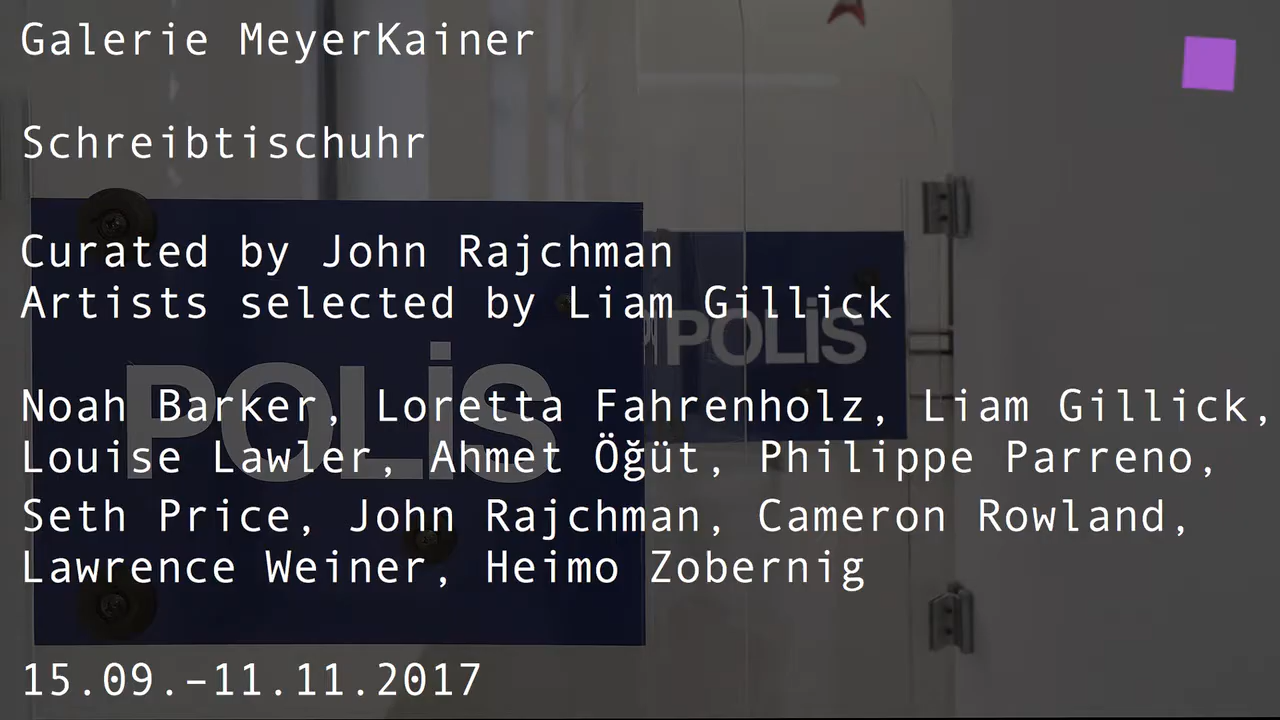 Galerie MeyerKainer
Schreibtischuhr
Curated by John Rajchman
Artists selected by Liam Gillick
POLİS
POLİS
Noah Barker, Loretta Fahrenholz, Liam Gillick,
Louise Lawler, Ahmet Öğüt, Philippe Parreno,
Seth Price, John Rajchman, Cameron Rowland,
Lawrence Weiner, Heimo Zobernig
15.09.–11.11.2017